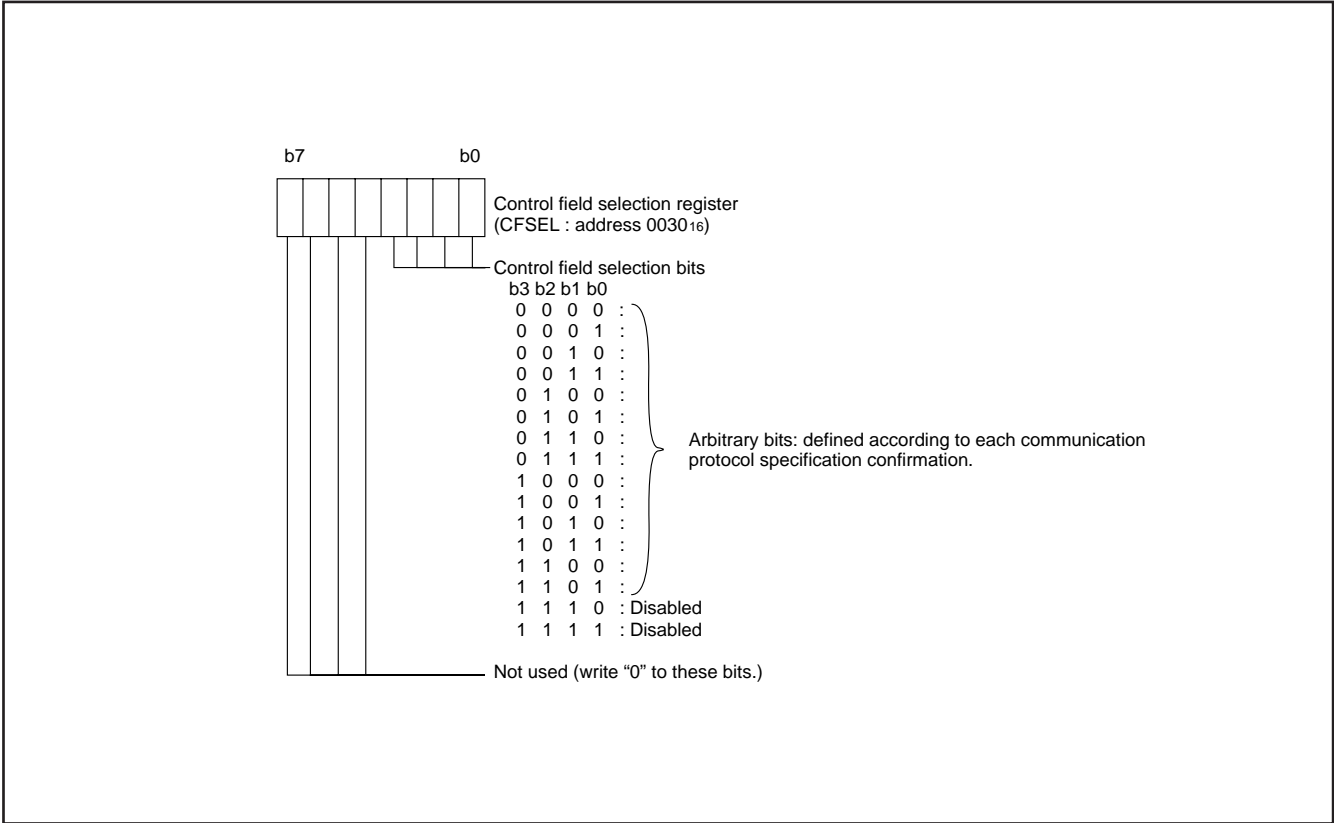 b7 b0
Control field selection register
(CFSEL : address 003016)
Control field selection bits
b3 b2 b1 b0
0 0 0 0 :
0 0 0 1 :
0 0 1 0 :
0 0 1 1 :
0 1 0 0 :
0 1 0 1 :
0 1 1 0 :
0 1 1 1 :
1 0 0 0 :
1 0 0 1 :
1 0 1 0 :
1 0 1 1 :
1 1 0 0 :
1 1 0 1 :
Arbitrary bits: defined according to each communication
protocol specification confirmation.
1 1 1 0 : Disabled
1 1 1 1 : Disabled
Not used (write “0” to these bits.)